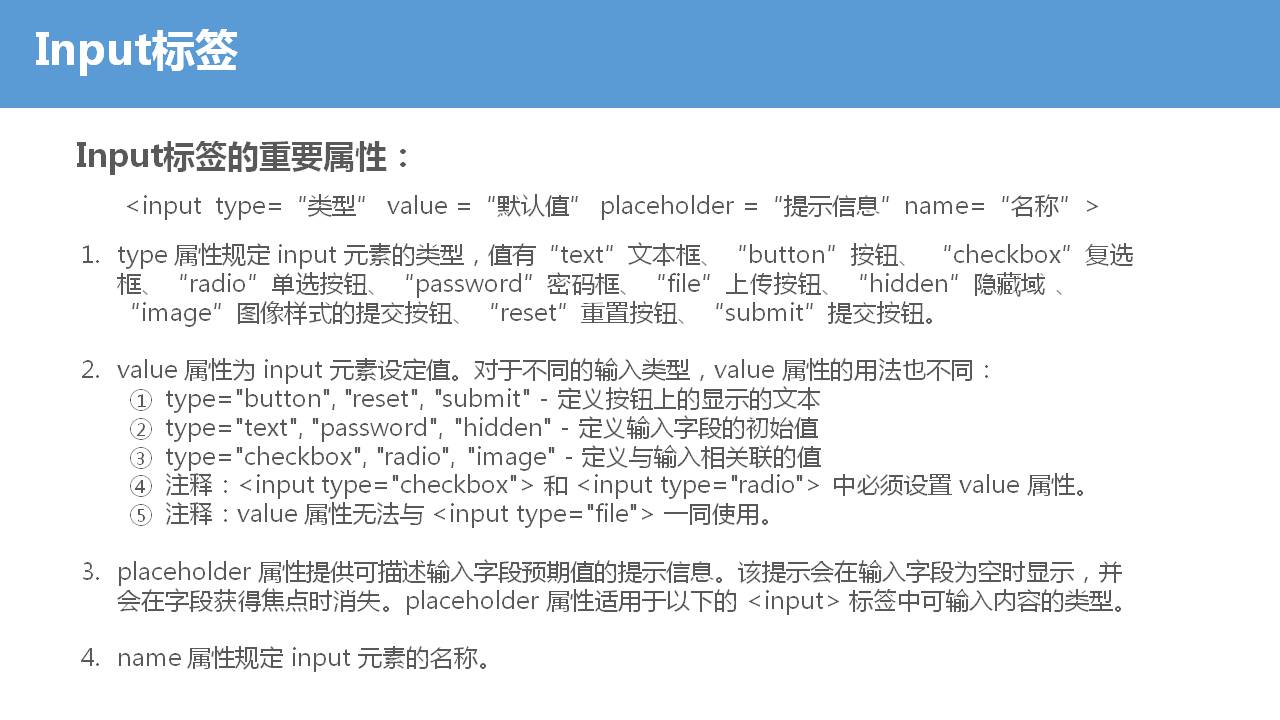 Input标签
Input标签的重要属性：
<input type=“类型” value =“默认值” placeholder =“提示信息”name=“名称”>
1. type 属性规定 input 元素的类型，值有“text”文本框、“button”按钮、 “checkbox”复选
框、“radio”单选按钮、“password”密码框、“file”上传按钮、“hidden”隐藏域 、
“image”图像样式的提交按钮、“reset”重置按钮、“submit”提交按钮。
2. value 属性为 input 元素设定值。对于不同的输入类型，value 属性的用法也不同：
① type="button", "reset", "submit" - 定义按钮上的显示的文本
② type="text", "password", "hidden" - 定义输入字段的初始值
③ type="checkbox", "radio", "image" - 定义与输入相关联的值
④ 注释：<input type="checkbox"> 和 <input type="radio"> 中必须设置 value 属性。
⑤ 注释：value 属性无法与 <input type="file"> 一同使用。
3. placeholder 属性提供可描述输入字段预期值的提示信息。该提示会在输入字段为空时显示，并
会在字段获得焦点时消失。placeholder 属性适用于以下的 <input> 标签中可输入内容的类型。
4. name 属性规定 input 元素的名称。